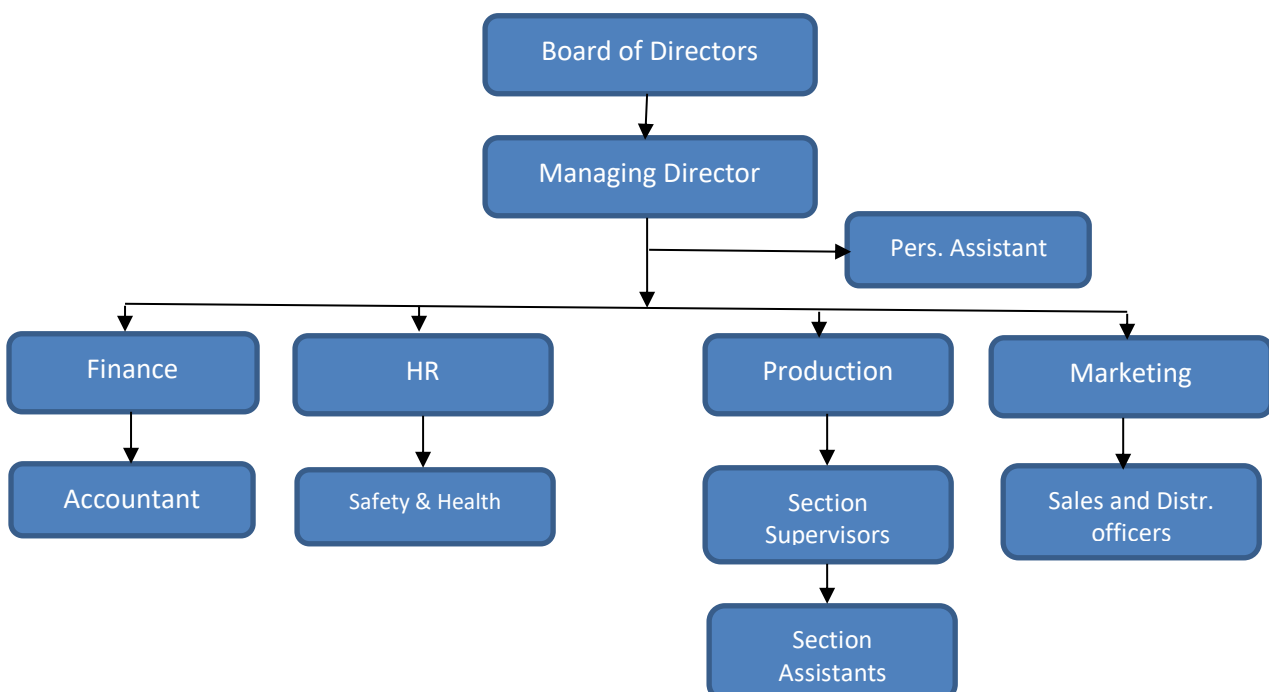 Board of Directors
Managing Director
Pers. Assistant
Finance
HR
Production
Marketing
Accountant
Safety & Health
Section
Supervisors
Sales and Distr.
officers
Section
Assistants